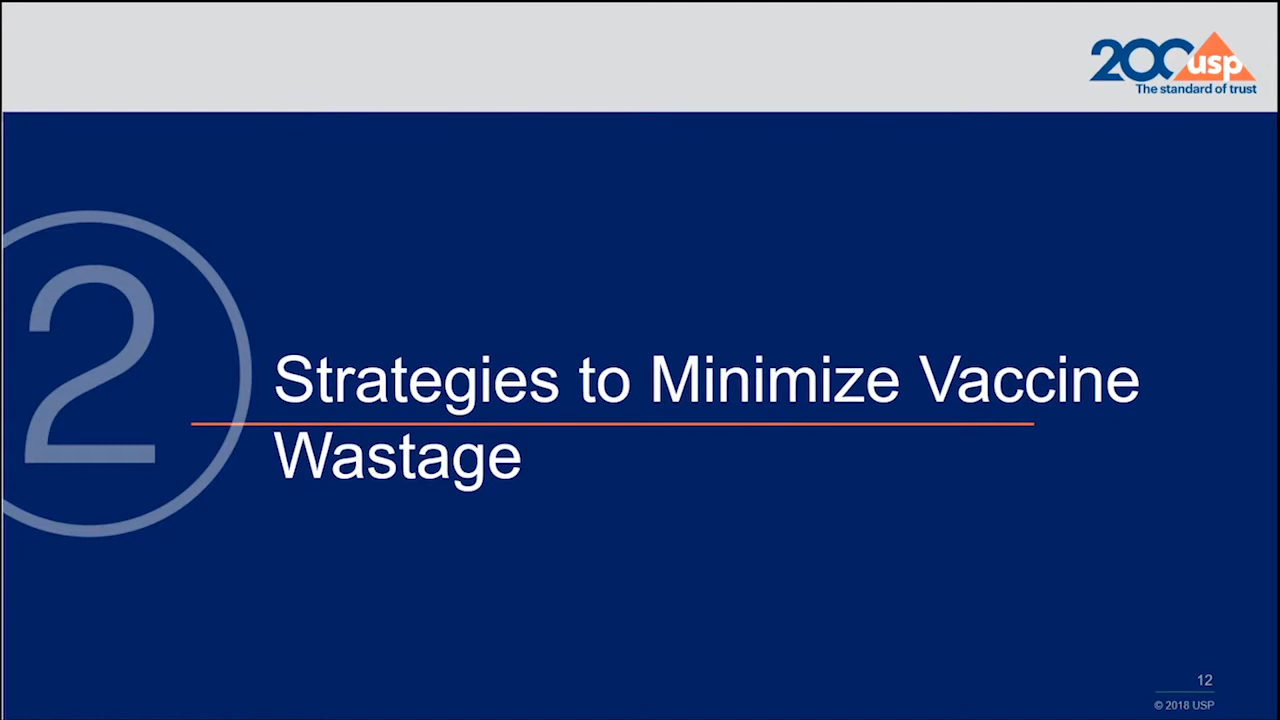 200 usp
The standard of trust
2
Strategies to Minimize Vaccine
Wastage
12
© 2018 USP